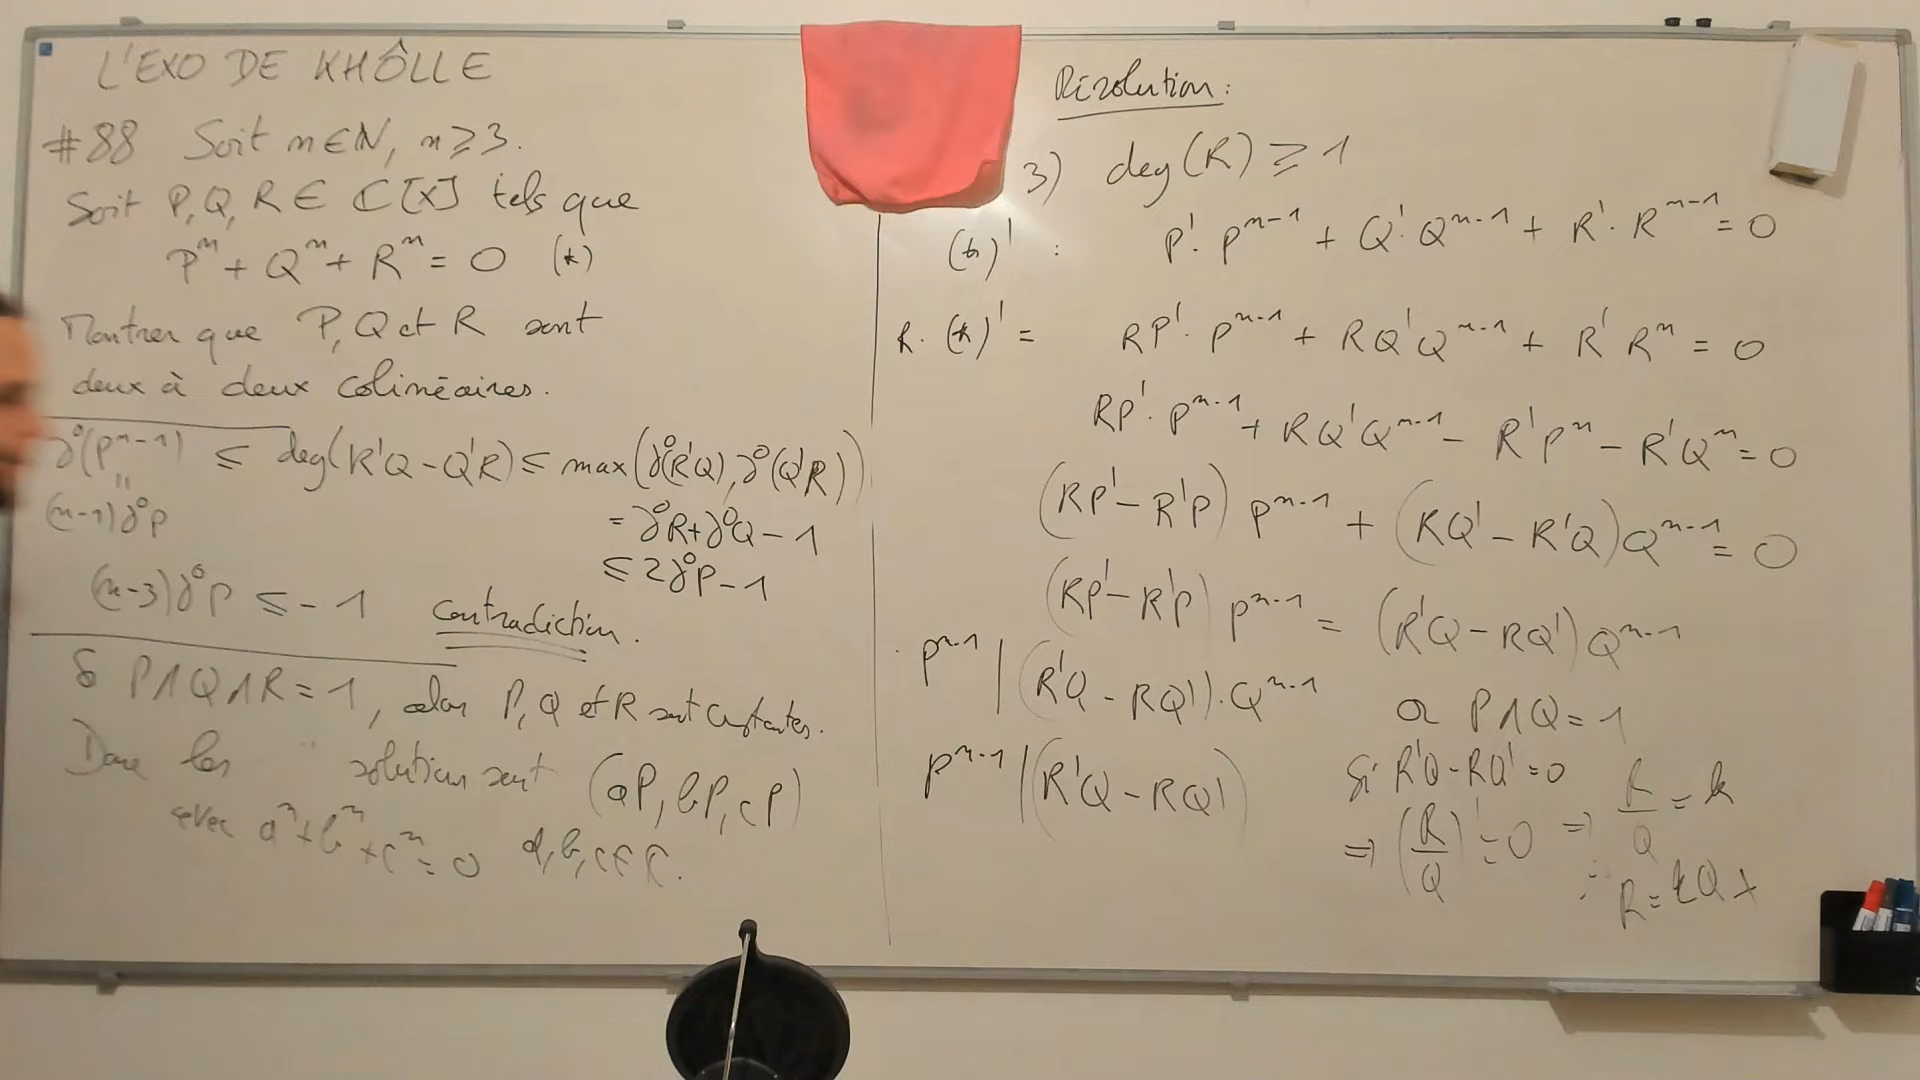 L'EXO DE KHÔLLE
#88 Soit n∈ℕ, n⩾3.
Soit P, Q, R ∈ ℂ[X] tels que
Pⁿ + Qⁿ + Rⁿ = 0 (*)
Montrer que P, Q et R sont
deux à deux colinéaires.
∂°(Pⁿ⁻¹) ⩽ deg(R'Q - Q'R) ⩽ max(∂°(R'Q), ∂°(Q'R))
= ∂°R + ∂°Q - 1
(n-1)∂°P
⩽ 2∂°P - 1
(n-3)∂°P ⩽ -1 contradiction.
Si P∧Q∧R = 1, alors P, Q et R sont constantes.
Donc les solution sont (aP, bP, cP)
avec aⁿ + bⁿ + cⁿ = 0 a, b, c ∈ ℂ.
Résolution :
3) deg(R) ⩾ 1
(*)' : P'·Pⁿ⁻¹ + Q'·Qⁿ⁻¹ + R'·Rⁿ⁻¹ = 0
R·(*)' = RP'·Pⁿ⁻¹ + RQ'Qⁿ⁻¹ + R'Rⁿ = 0
RP'·Pⁿ⁻¹ + RQ'Qⁿ⁻¹ - R'Pⁿ - R'Qⁿ = 0
(RP' - R'P) Pⁿ⁻¹ + (RQ' - R'Q)Qⁿ⁻¹ = 0
(RP' - R'P) Pⁿ⁻¹ = (R'Q - RQ')Qⁿ⁻¹
Pⁿ⁻¹ | (R'Q - RQ')·Qⁿ⁻¹ or P∧Q = 1
Pⁿ⁻¹ | (R'Q - RQ')
Si R'Q - RQ' = 0
⇒ (R/Q)' = 0 ⇒ R/Q = k
R = kQ